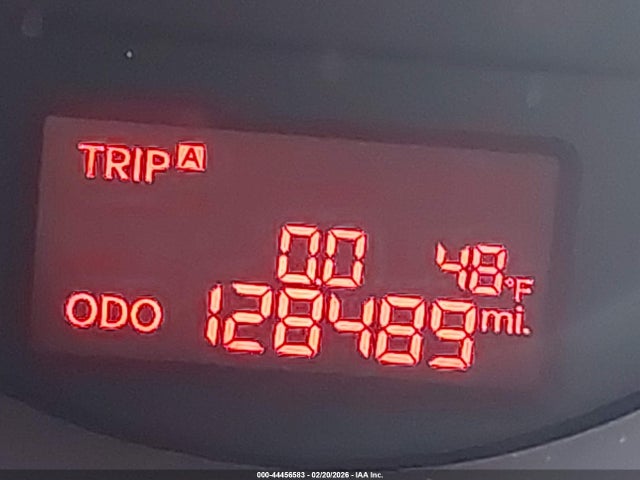 TRIP A
0.0 48°F
ODO 128489 mi.
000-44456583 - 02/20/2026 - IAA Inc.